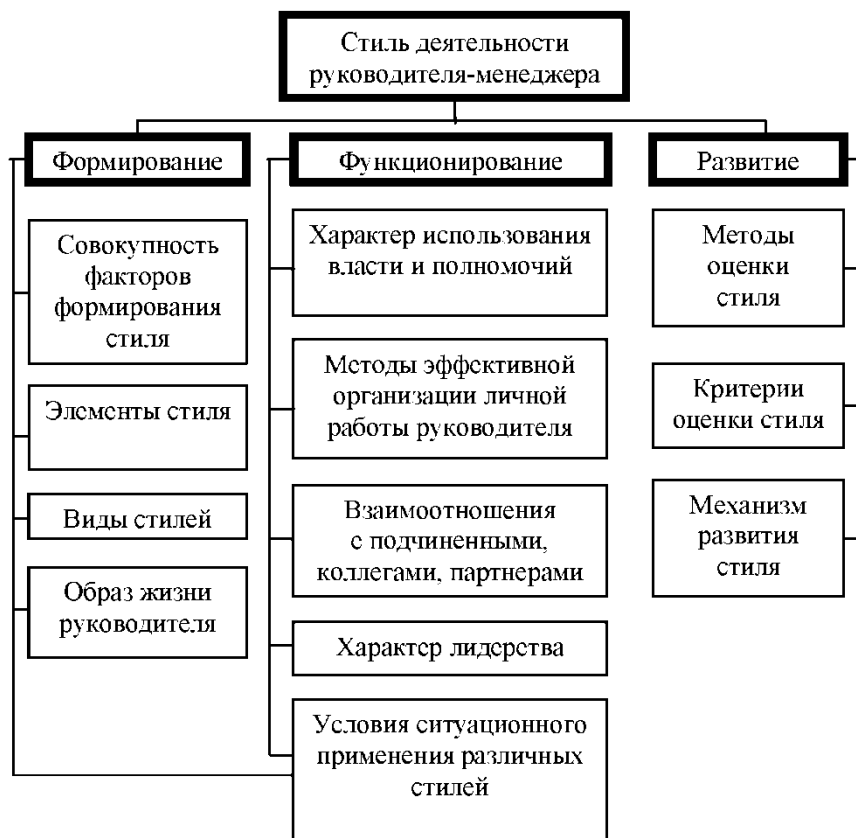 Стиль деятельности
руководителя-менеджера
Формирование
Функционирование
Развитие
Совокупность
факторов
формирования
стиля
Элементы стиля
Виды стилей
Образ жизни
руководителя
Характер использования
власти и полномочий
Методы эффективной
организации личной
работы руководителя
Взаимоотношения
с подчиненными,
коллегами, партнерами
Характер лидерства
Условия ситуационного
применения различных
стилей
Методы
оценки
стиля
Критерии
оценки стиля
Механизм
развития
стиля